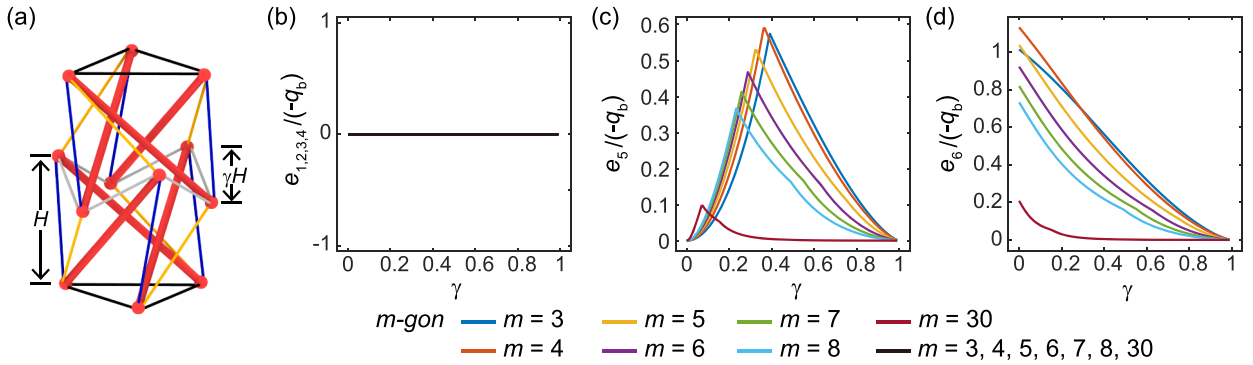 (a)
H
γH
(b)
e1,2,3,4/(-qb)
1
0
-1
0 0.2 0.4 0.6 0.8 1
γ
(c)
e5/(-qb)
0.6
0.5
0.4
0.3
0.2
0.1
0
0 0.2 0.4 0.6 0.8 1
γ
(d)
e6/(-qb)
1
0.8
0.6
0.4
0.2
0
0 0.2 0.4 0.6 0.8 1
γ
m-gon m = 3 m = 5 m = 7 m = 30
m = 4 m = 6 m = 8 m = 3, 4, 5, 6, 7, 8, 30